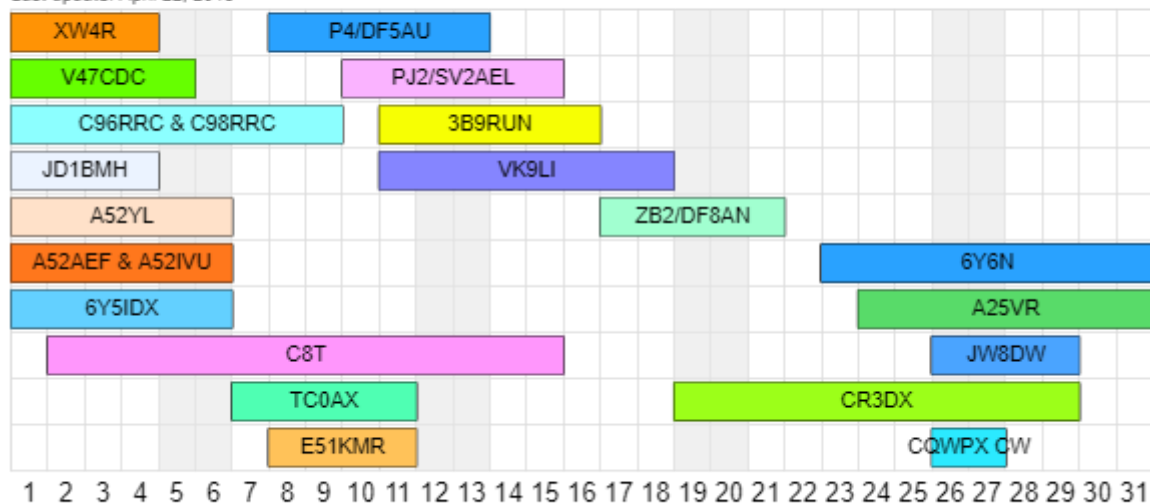 XW4R P4/DF5AU
V47CDC PJ2/SV2AEL
C96RRC & C98RRC 3B9RUN
JD1BMH VK9LI
A52YL ZB2/DF8AN
A52AEF & A52IVU 6Y6N
6Y5IDX A25VR
C8T JW8DW
TC0AX CR3DX
E51KMR CQWPX CW
1 2 3 4 5 6 7 8 9 10 11 12 13 14 15 16 17 18 19 20 21 22 23 24 25 26 27 28 29 30 31